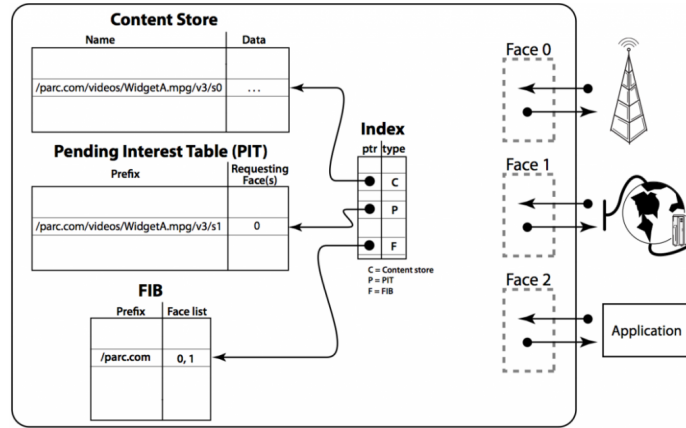 Content Store
Name Data
/parc.com/videos/WidgetA.mpg/v3/s0 ...
Pending Interest Table (PIT)
Prefix Requesting
Face(s)
/parc.com/videos/WidgetA.mpg/v3/s1 0
FIB
Prefix Face list
/parc.com 0, 1
Index
ptr type
C
P
F
C = Content store
P = PIT
F = FIB
Face 0
Face 1
Face 2
Application